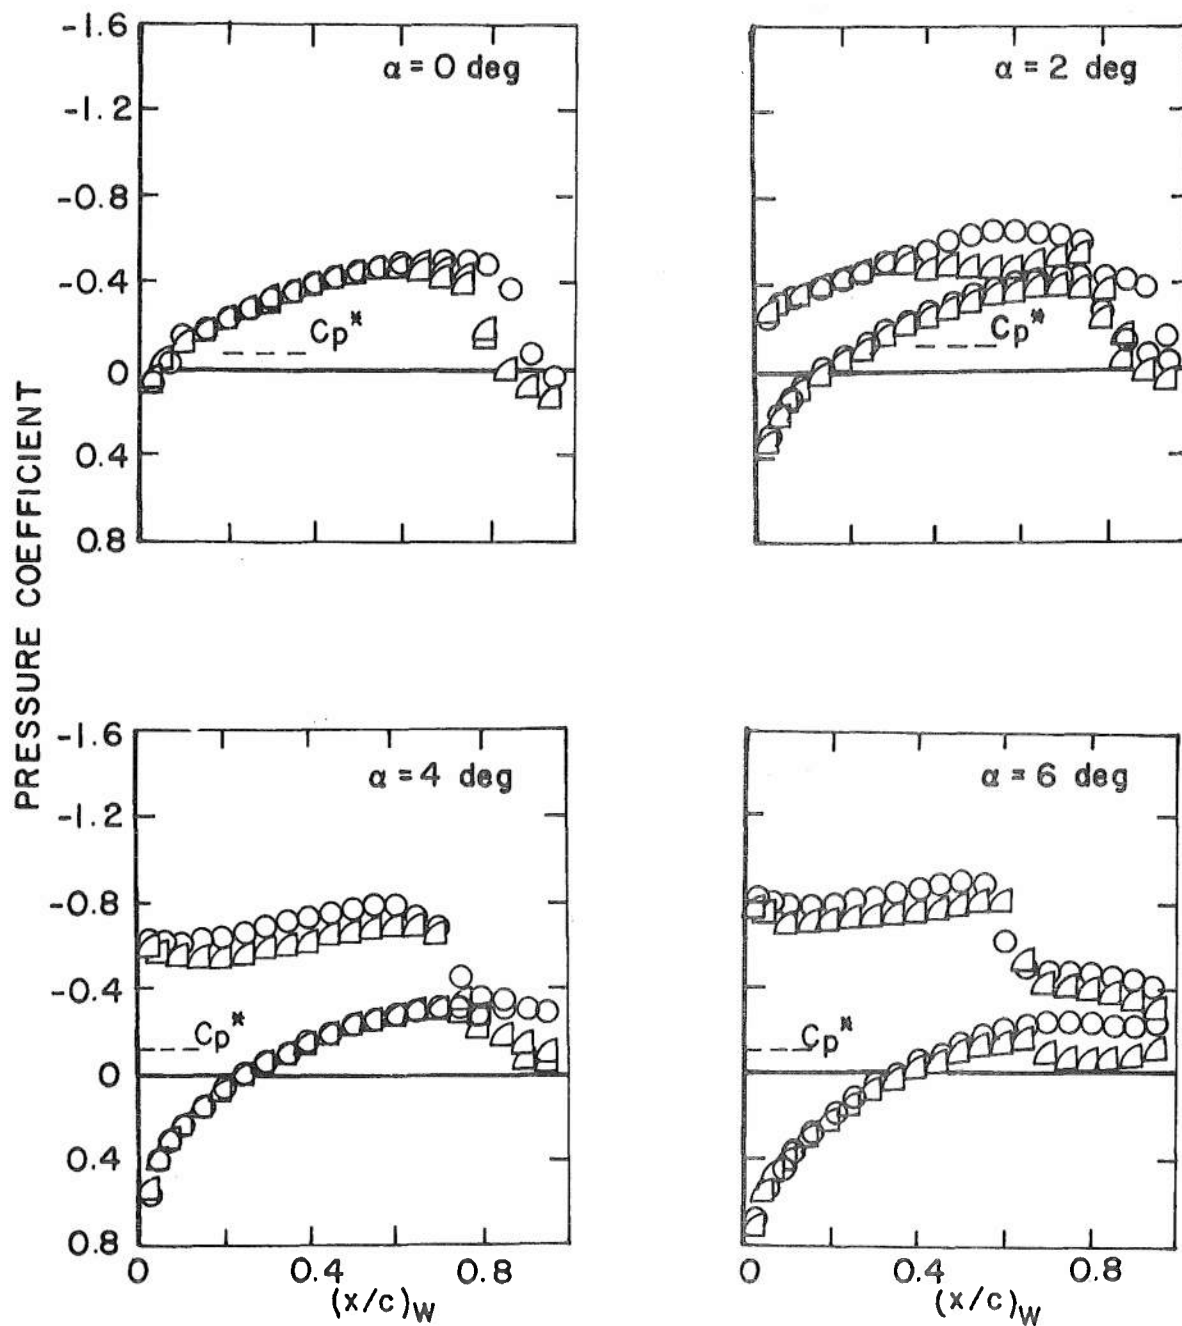 PRESSURE COEFFICIENT
-1.6
-1.2
-0.8
-0.4
0
0.4
0.8
α = 0 deg
Cp*
α = 2 deg
Cp*
-1.6
-1.2
-0.8
-0.4
0
0.4
0.8
α = 4 deg
Cp*
0 0.4 0.8
(x/c)W
α = 6 deg
Cp*
0 0.4 0.8
(x/c)W